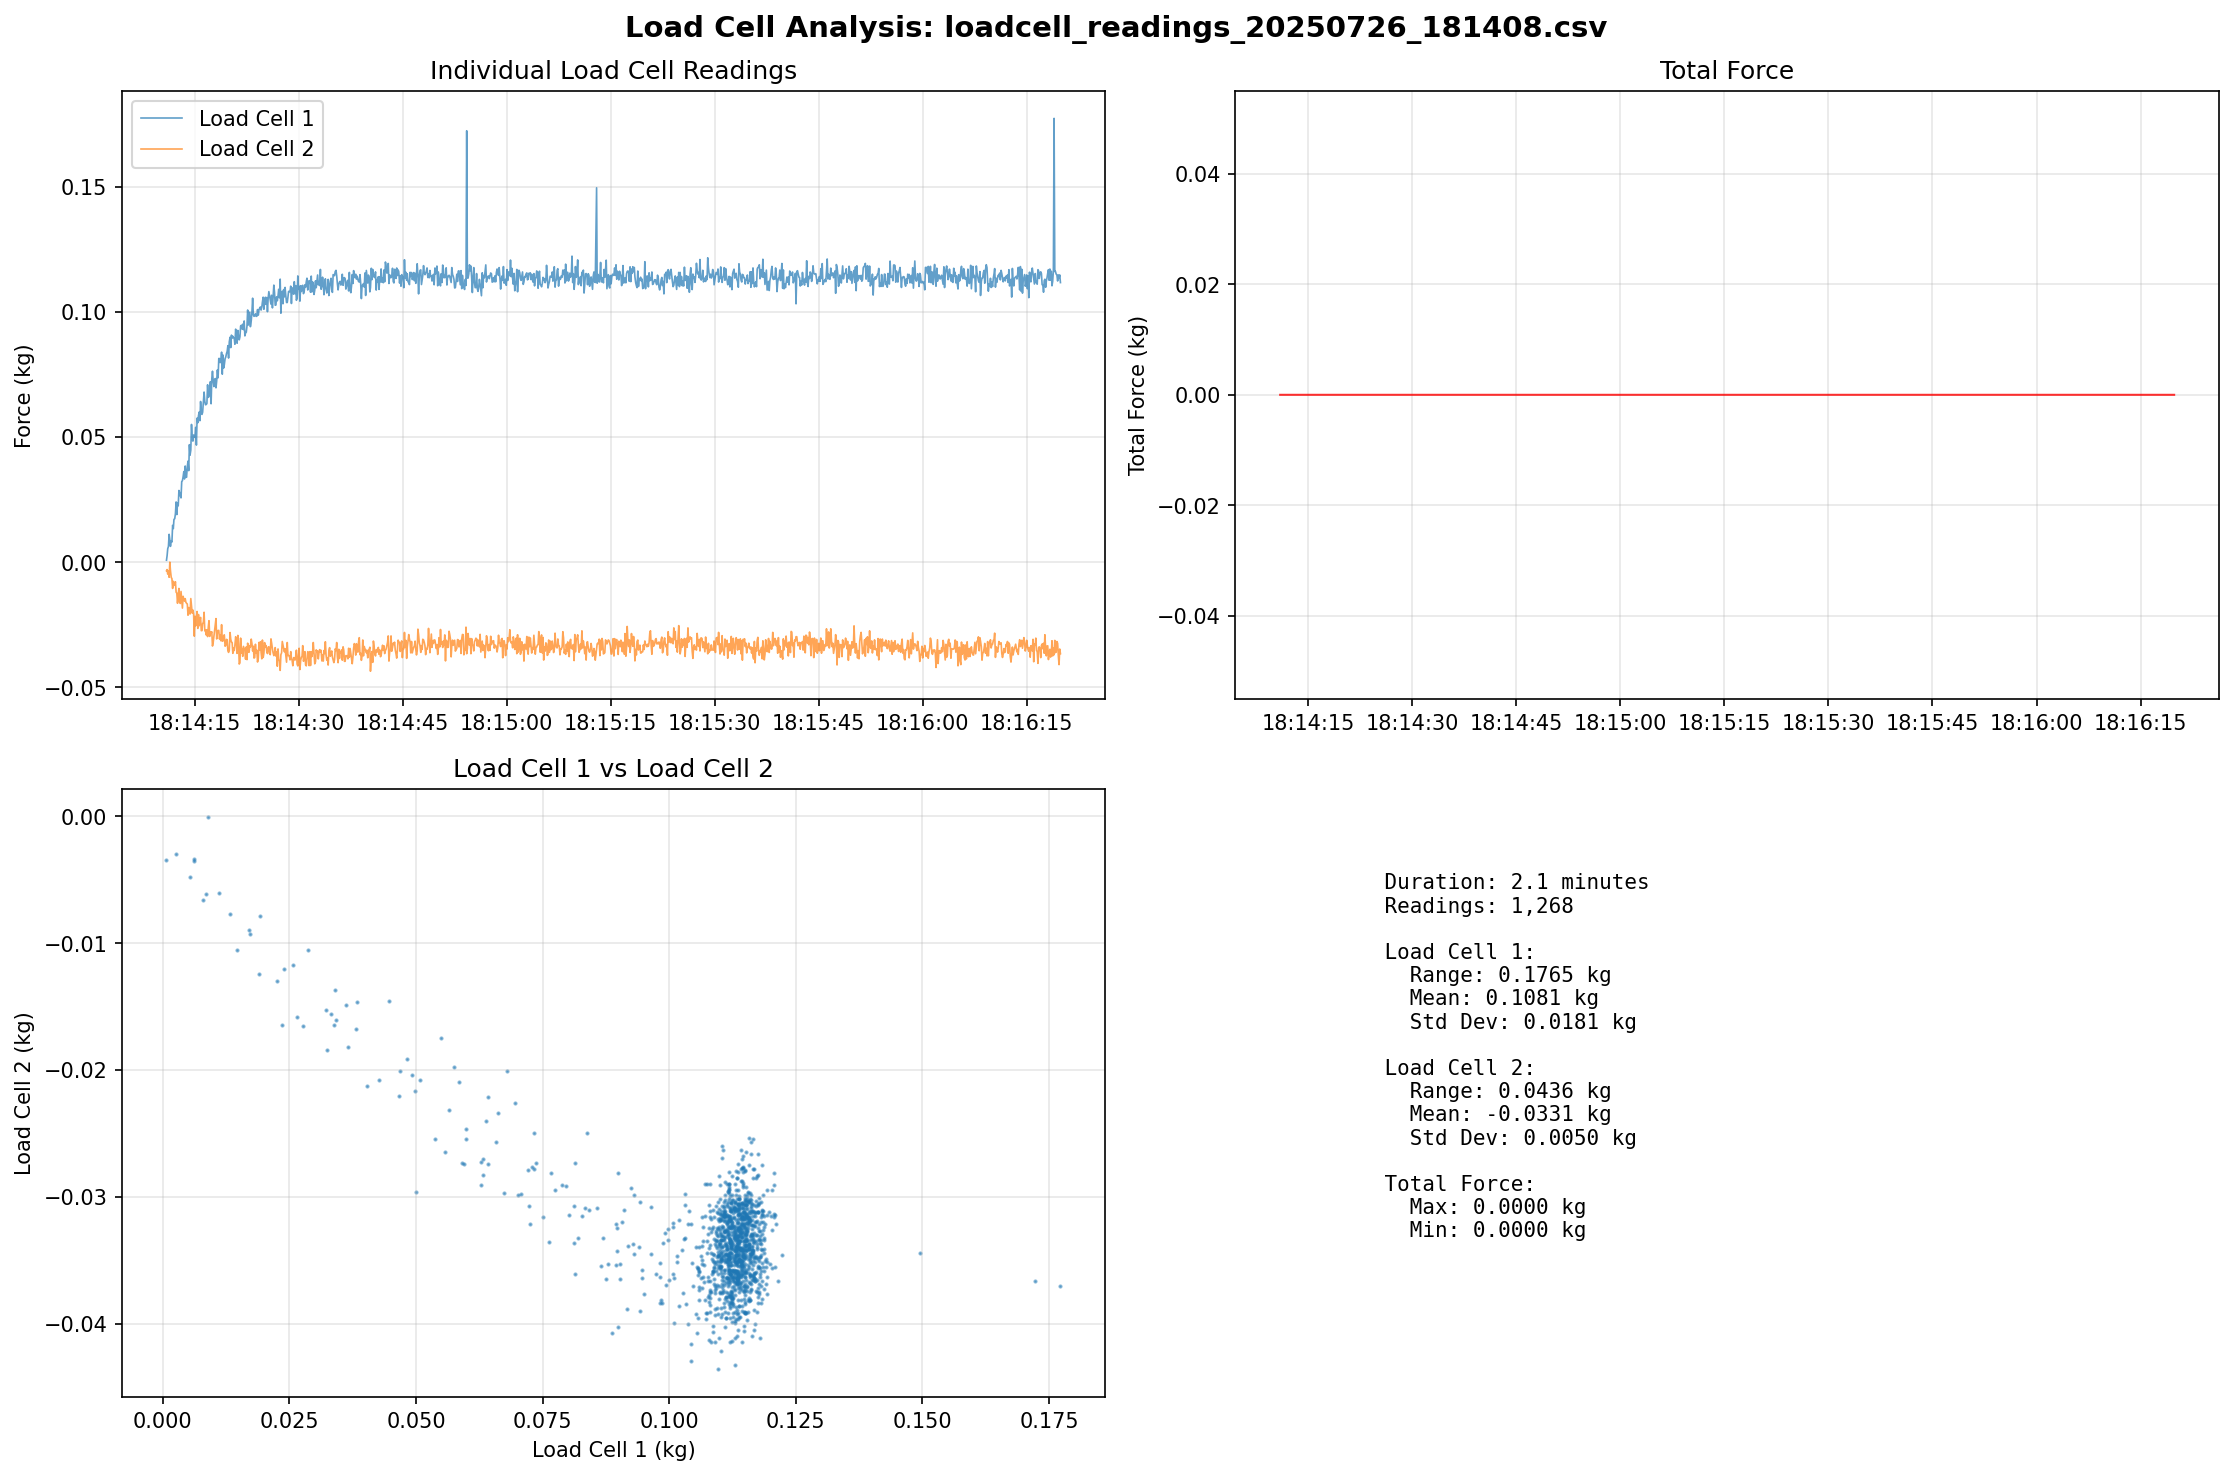 Load Cell Analysis: loadcell_readings_20250726_181408.csv
Individual Load Cell Readings
Load Cell 1
Load Cell 2
Force (kg)
0.15
0.10
0.05
0.00
−0.05
18:14:15 18:14:30 18:14:45 18:15:00 18:15:15 18:15:30 18:15:45 18:16:00 18:16:15
Total Force
Total Force (kg)
0.04
0.02
0.00
−0.02
−0.04
18:14:15 18:14:30 18:14:45 18:15:00 18:15:15 18:15:30 18:15:45 18:16:00 18:16:15
Load Cell 1 vs Load Cell 2
Load Cell 2 (kg)
0.00
−0.01
−0.02
−0.03
−0.04
0.000 0.025 0.050 0.075 0.100 0.125 0.150 0.175
Load Cell 1 (kg)
Duration: 2.1 minutes
Readings: 1,268
Load Cell 1:
Range: 0.1765 kg
Mean: 0.1081 kg
Std Dev: 0.0181 kg
Load Cell 2:
Range: 0.0436 kg
Mean: -0.0331 kg
Std Dev: 0.0050 kg
Total Force:
Max: 0.0000 kg
Min: 0.0000 kg